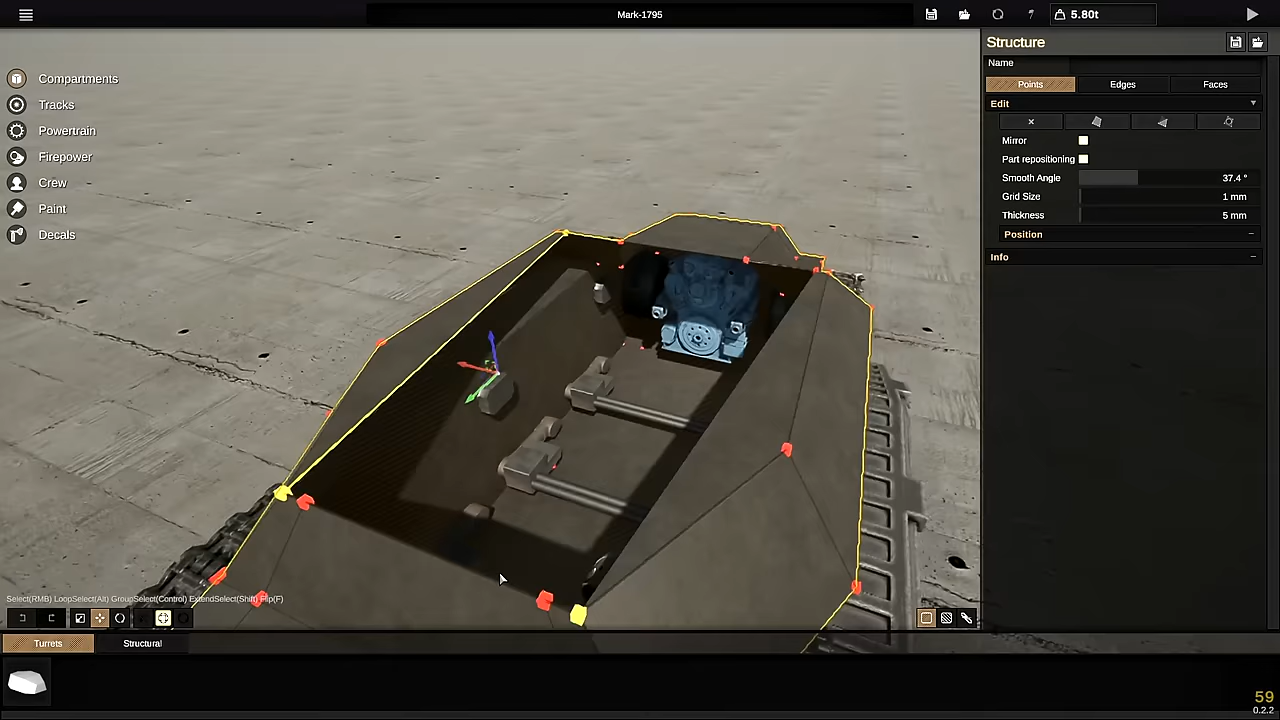 Mark-1795
5.80t
Compartments
Tracks
Powertrain
Firepower
Crew
Paint
Decals
Structure
Name
Points Edges Faces
Edit
Mirror
Part repositioning
Smooth Angle 37.4 °
Grid Size 1 mm
Thickness 5 mm
Position
Info
Select(RMB) LoopSelect(Alt) GroupSelect(Control) ExtendSelect(Shift) Flip(F)
Turrets Structural
59
0.2.2